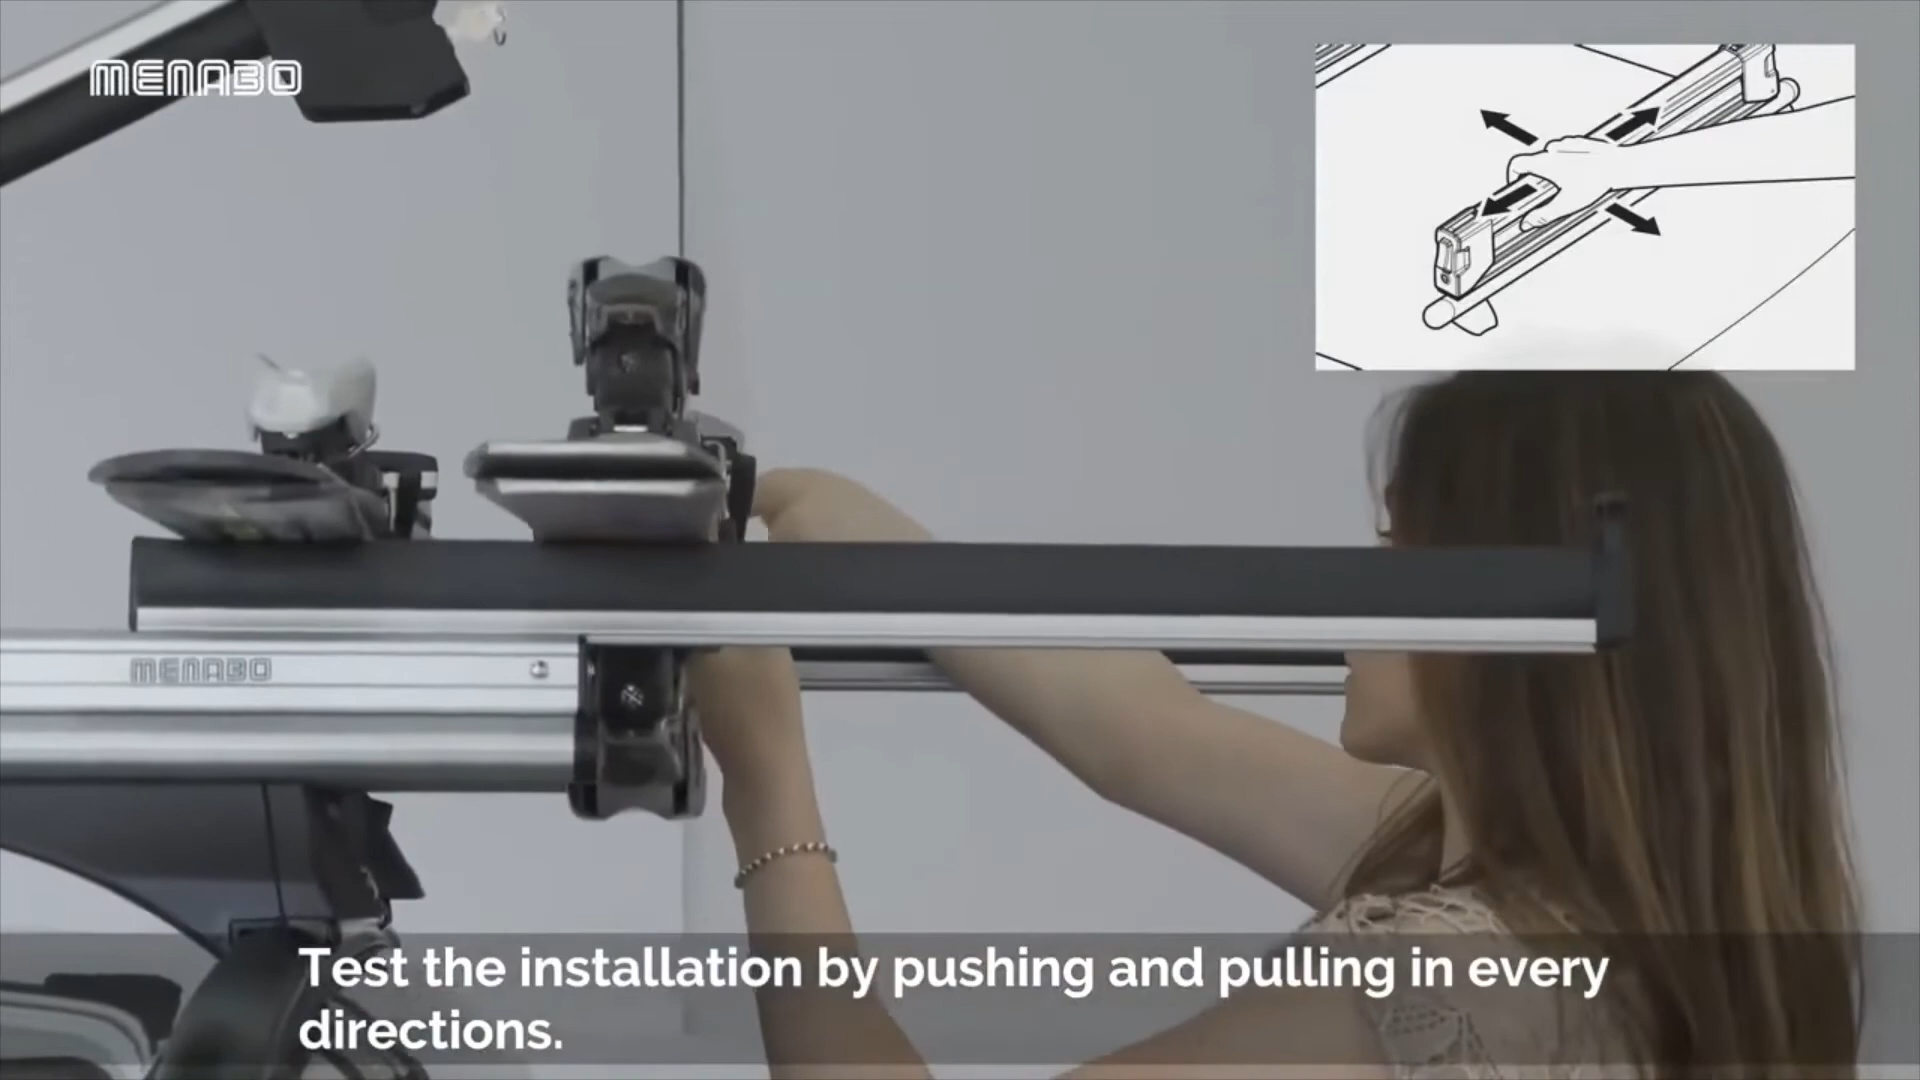 MENABO
MENABO
Test the installation by pushing and pulling in every
directions.